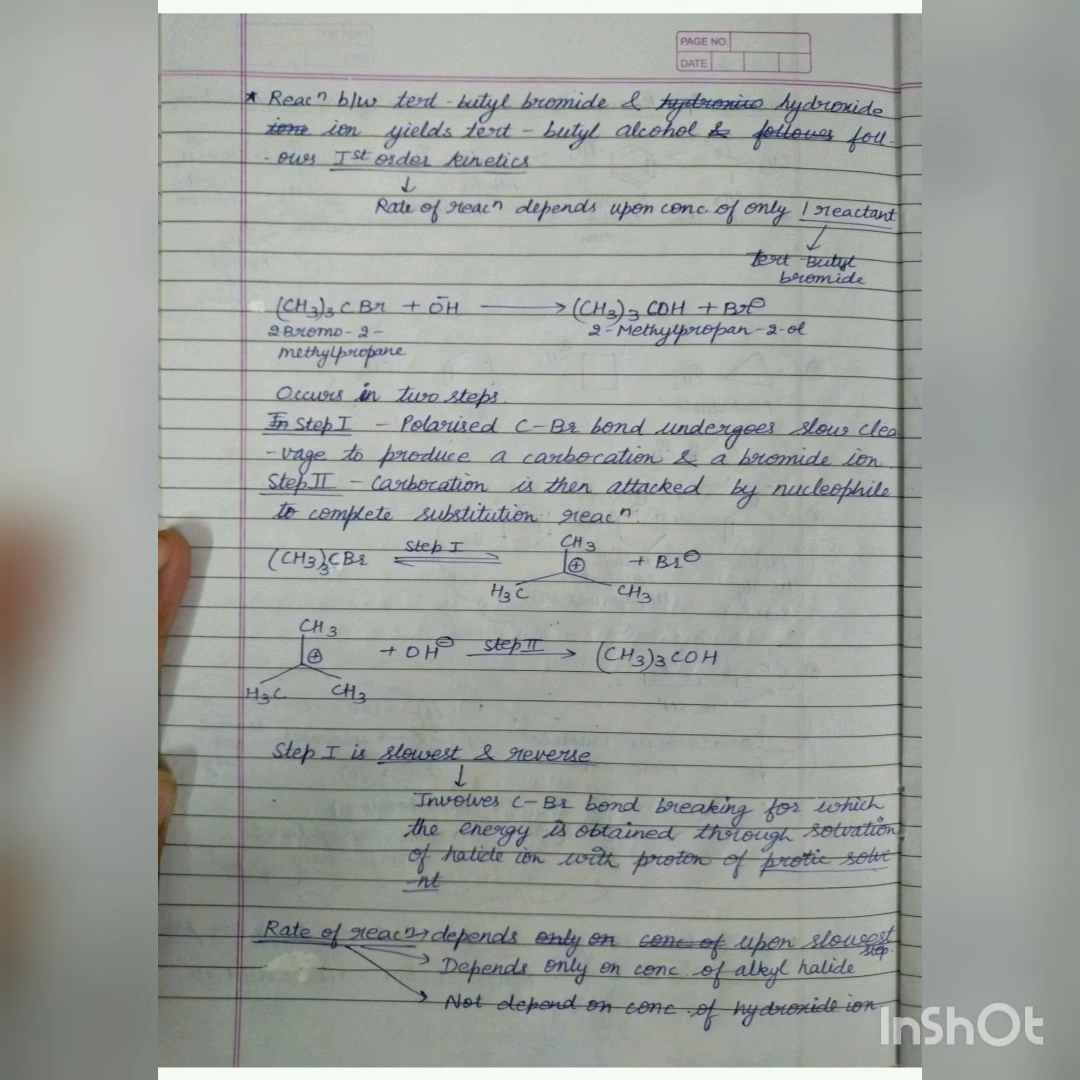 PAGE NO.
DATE
* Reacⁿ b/w tert-butyl bromide & hydroxide
ion yields tert-butyl alcohol foll-
-ows Iˢᵗ order kinetics
↓
Rate of reacⁿ depends upon conc. of only 1 reactant
↓
tert-Butyl
bromide
(CH₃)₃CBr + ŌH ⟶ (CH₃)₃COH + Br⊖
2Bromo-2- 2-Methylpropan-2-ol
methylpropane
Occurs in two steps.
Step I - Polarised C-Br bond undergoes slow clea
-vage to produce a carbocation & a bromide ion
Step II - Carbocation is then attacked by nucleophile
to complete substitution reacⁿ
CH₃
(CH₃)₃CBr ⇌ Step I ⊕ + Br⊖
H₃C CH₃
CH₃
⊕ + OH⊖ Step II → (CH₃)₃COH
H₃C CH₃
Step I is slowest & reverse
↓
Involves C-Br bond breaking for which
the energy is obtained through solvation
of halide ion with proton of protic solve
-nt
Rate of reacⁿ → depends upon slowest
step.
→ Depends only on conc. of alkyl halide
→ Not depend on conc. of hydroxide ion
InShOt